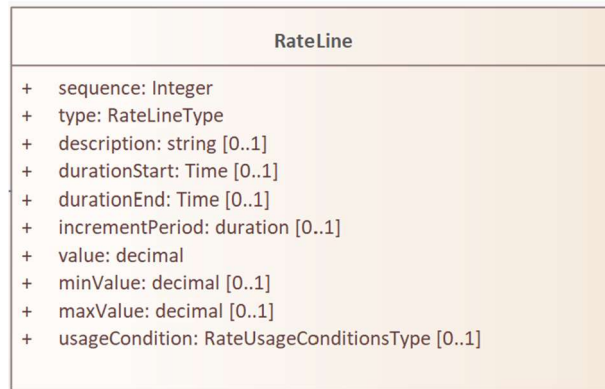 RateLine
+ sequence: Integer
+ type: RateLineType
+ description: string [0..1]
+ durationStart: Time [0..1]
+ durationEnd: Time [0..1]
+ incrementPeriod: duration [0..1]
+ value: decimal
+ minValue: decimal [0..1]
+ maxValue: decimal [0..1]
+ usageCondition: RateUsageConditionsType [0..1]